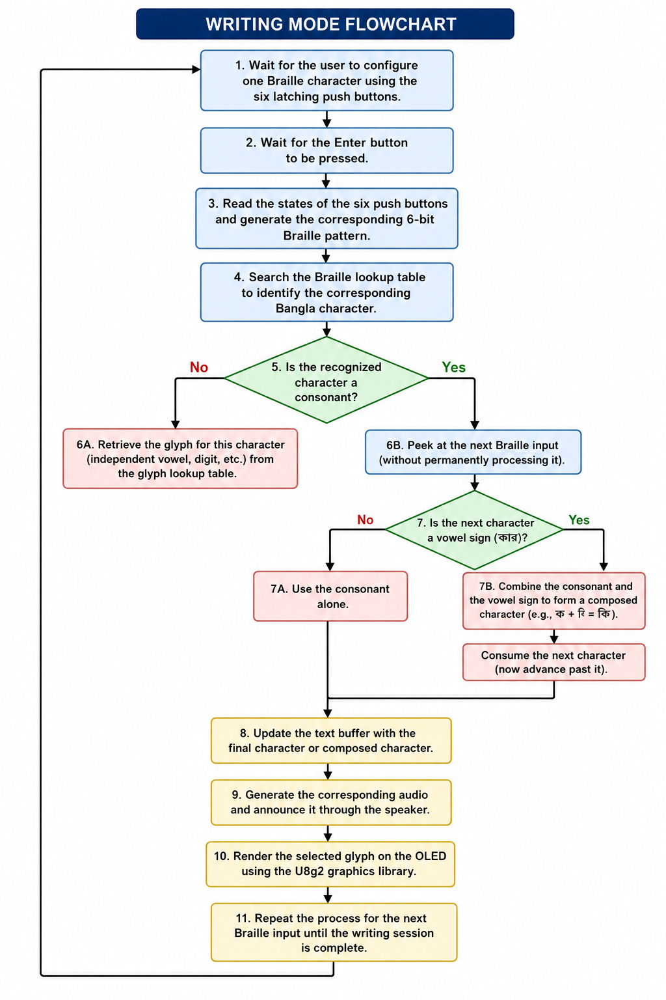 WRITING MODE FLOWCHART
1. Wait for the user to configure
one Braille character using the
six latching push buttons.
2. Wait for the Enter button
to be pressed.
3. Read the states of the six push buttons
and generate the corresponding 6-bit
Braille pattern.
4. Search the Braille lookup table
to identify the corresponding
Bangla character.
5. Is the recognized
character a
consonant?
No
Yes
6A. Retrieve the glyph for this character
(independent vowel, digit, etc.) from
the glyph lookup table.
6B. Peek at the next Braille input
(without permanently processing it).
7. Is the next character
a vowel sign (কার)?
No
Yes
7A. Use the consonant
alone.
7B. Combine the consonant and
the vowel sign to form a composed
character (e.g., ক + ि = कि).
Consume the next character
(now advance past it).
8. Update the text buffer with the
final character or composed character.
9. Generate the corresponding audio
and announce it through the speaker.
10. Render the selected glyph on the OLED
using the U8g2 graphics library.
11. Repeat the process for the next
Braille input until the writing session
is complete.